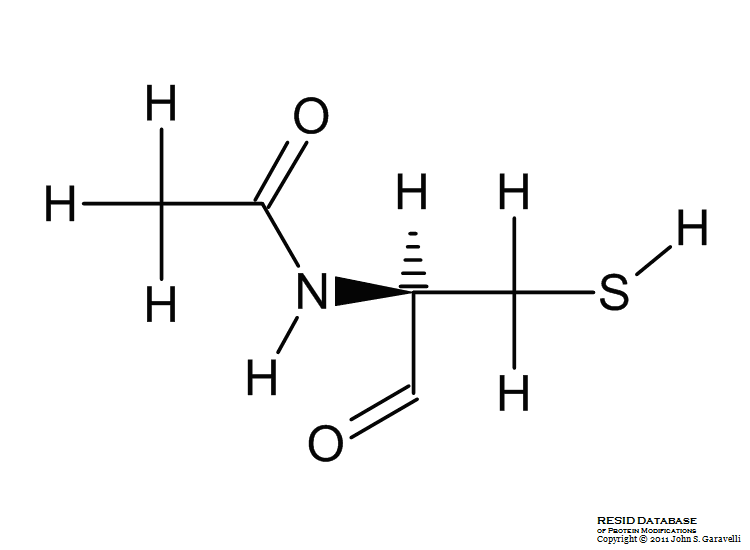 H
O
H
H
H
H
H
N
S
H
H
O
RESID DATABASE
OF PROTEIN MODIFICATIONS
Copyright © 2011 John S. Garavelli